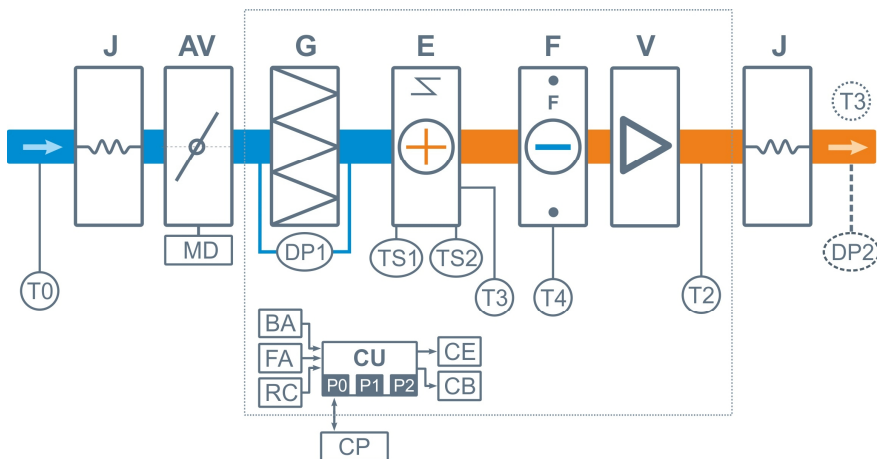 J AV G E F V J
T3
F
MD
DP1
TS1 TS2
DP2
T0
T3 T4 T2
BA
FA
RC
CU
P0 P1 P2
CE
CB
CP